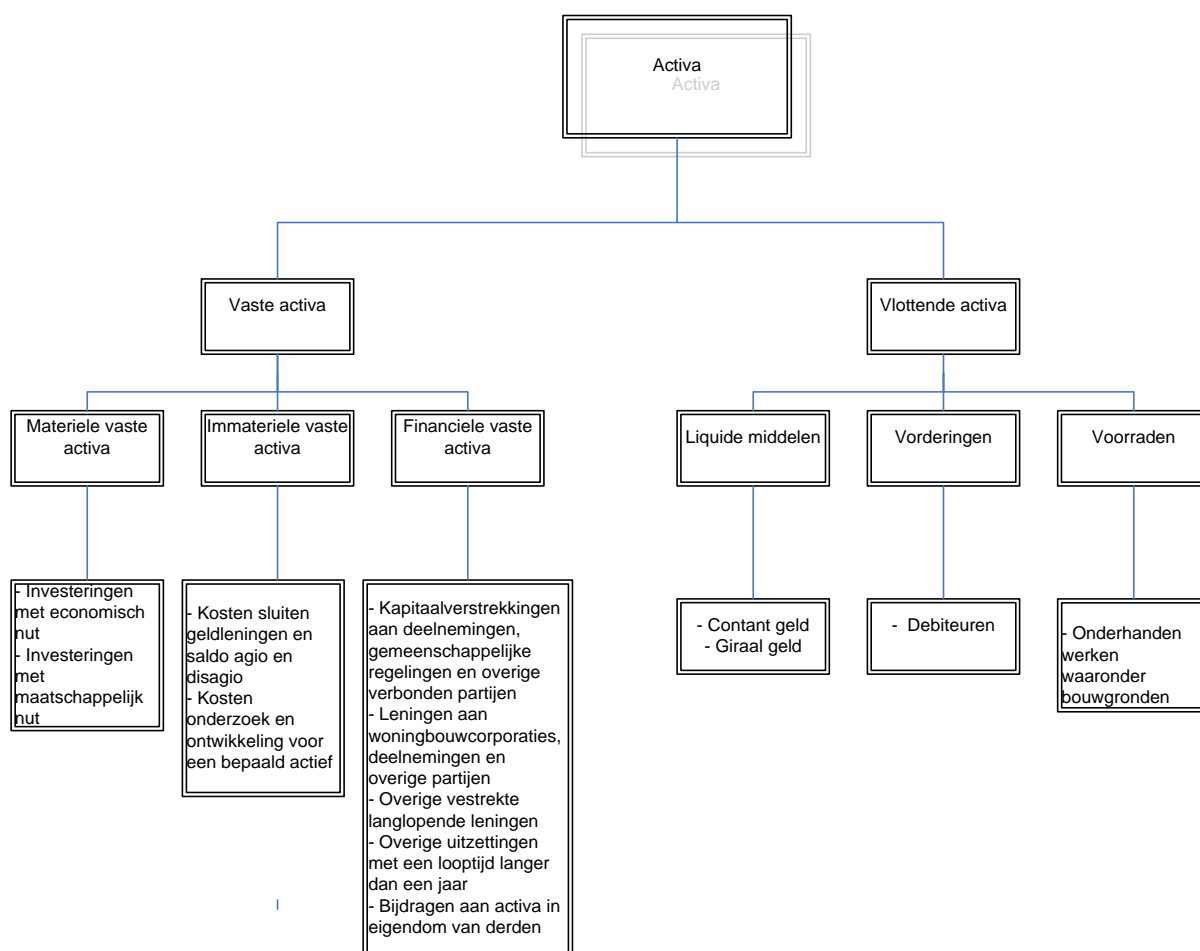 Activa
Activa
Vaste activa
Vlottende activa
Materiele vaste
activa
Immateriele vaste
activa
Financiele vaste
activa
Liquide middelen
Vorderingen
Voorraden
- Investeringen
met economisch
nut
- Investeringen
met
maatschappelijk
nut
- Kosten sluiten
geldleningen en
saldo agio en
disagio
- Kosten
onderzoek en
ontwikkeling voor
een bepaald actief
- Kapitaalverstrekkingen
aan deelnemingen,
gemeenschappelijke
regelingen en overige
verbonden partijen
- Leningen aan
woningbouwcorporaties,
deelnemingen en
overige partijen
- Overige vestrekte
langlopende leningen
- Overige uitzettingen
met een looptijd langer
dan een jaar
- Bijdragen aan activa in
eigendom van derden
- Contant geld
- Giraal geld
- Debiteuren
- Onderhanden
werken
waaronder
bouwgronden